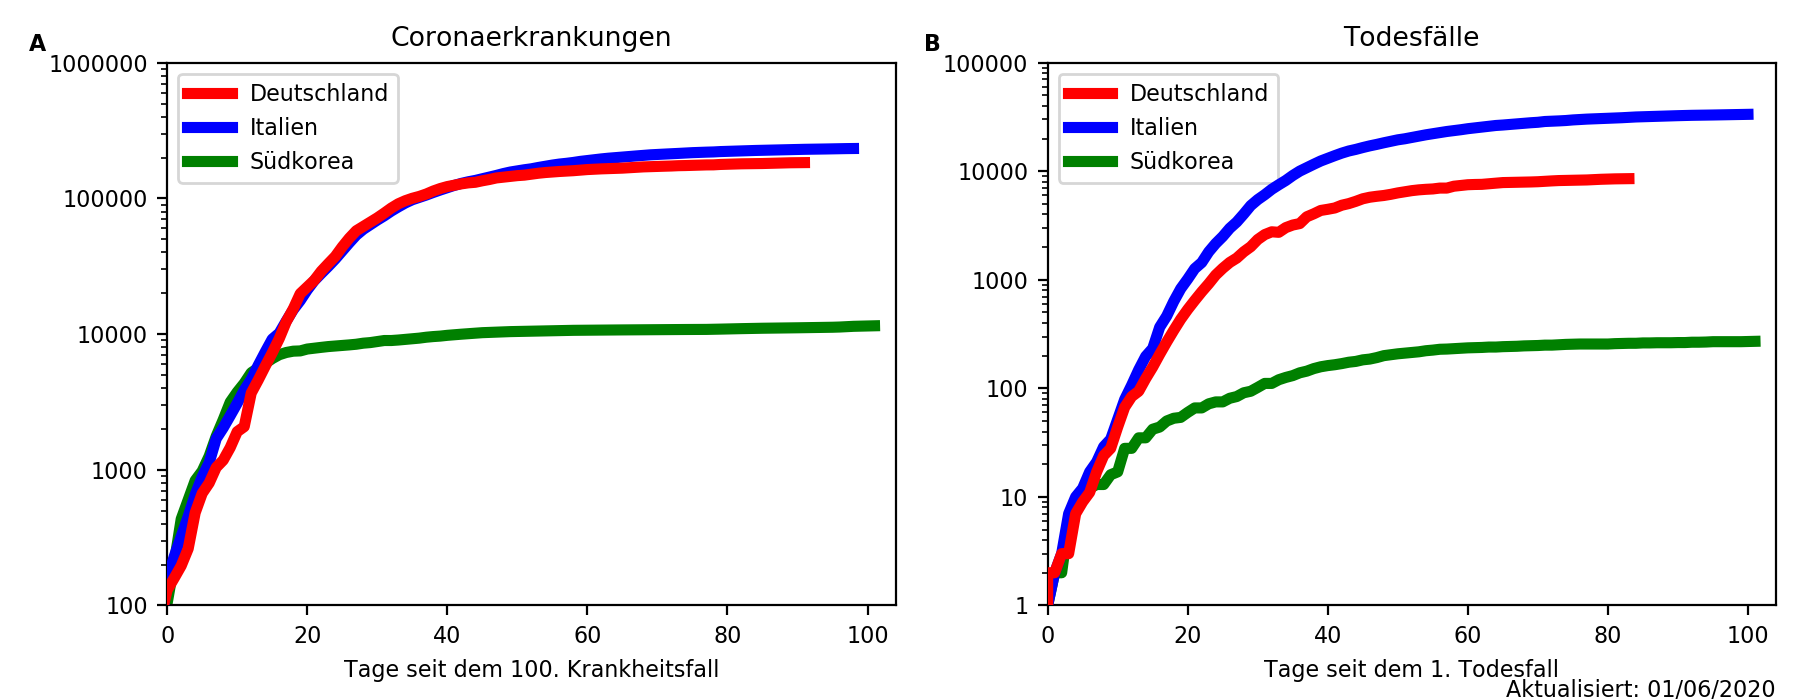 A
Coronaerkrankungen
1000000
100000
10000
1000
100
Deutschland
Italien
Südkorea
0 20 40 60 80 100
Tage seit dem 100. Krankheitsfall
B
Todesfälle
100000
10000
1000
100
10
1
Deutschland
Italien
Südkorea
0 20 40 60 80 100
Tage seit dem 1. Todesfall
Aktualisiert: 01/06/2020